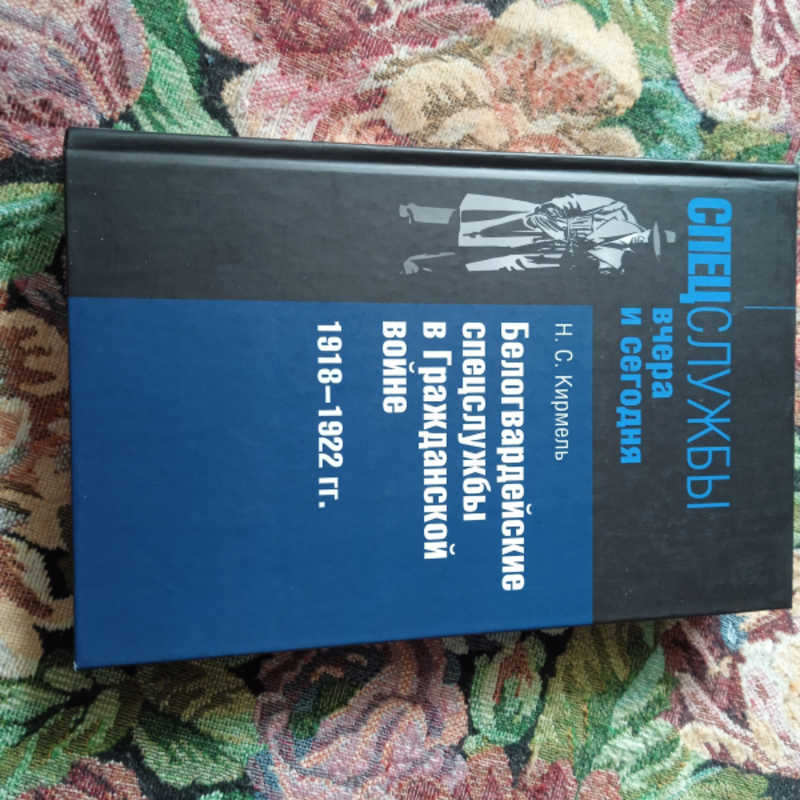 СПЕЦСЛУЖБЫ
вчера
и сегодня
Н. С. Кирмель
Белогвардейские
спецслужбы
в Гражданской
войне
1918–1922 гг.